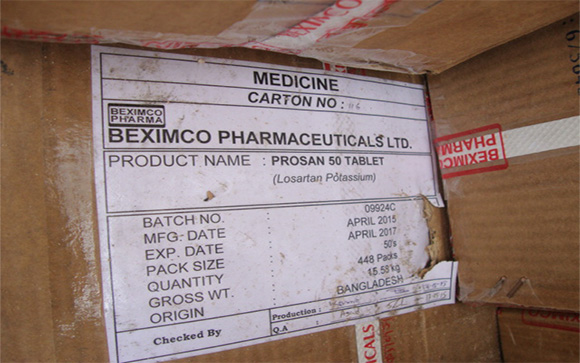 MEDICINE
CARTON NO :
BEXIMCO
PHARMA
BEXIMCO PHARMACEUTICALS LTD.
PRODUCT NAME : PROSAN 50 TABLET
(Losartan Potassium)
BATCH NO. 09924C
MFG. DATE APRIL 2015
EXP. DATE APRIL 2017
PACK SIZE 50's
QUANTITY 448 Packs
GROSS WT. 15.58kg
ORIGIN BANGLADESH
Checked By
Production :
Q.A :
BEXIMCO
PHARMA